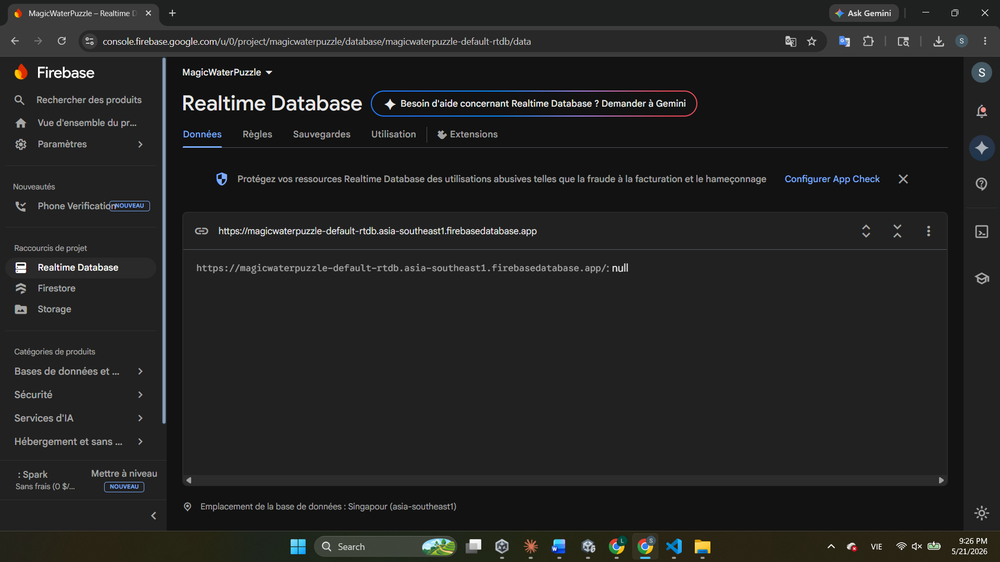 MagicWaterPuzzle – Realtime D
Ask Gemini
console.firebase.google.com/u/0/project/magicwaterpuzzle/database/magicwaterpuzzle-default-rtdb/data
S
Firebase
Rechercher des produits
Vue d'ensemble du pr...
Paramètres
Nouveautés
Phone Verification
NOUVEAU
Raccourcis de projet
Realtime Database
Firestore
Storage
Catégories de produits
Bases de données et ...
Sécurité
Services d'IA
Hébergement et sans ...
: Spark
Sans frais (0 $/...
Mettre à niveau
NOUVEAU
MagicWaterPuzzle
Realtime Database
Besoin d'aide concernant Realtime Database ? Demander à Gemini
Données Règles Sauvegardes Utilisation Extensions
Protégez vos ressources Realtime Database des utilisations abusives telles que la fraude à la facturation et le hameçonnage Configurer App Check
https://magicwaterpuzzle-default-rtdb.asia-southeast1.firebasedatabase.app
https://magicwaterpuzzle-default-rtdb.asia-southeast1.firebasedatabase.app/: null
Emplacement de la base de données : Singapour (asia-southeast1)
S
Search
W
6
L
S
VIE
9:26 PM
5/21/2026